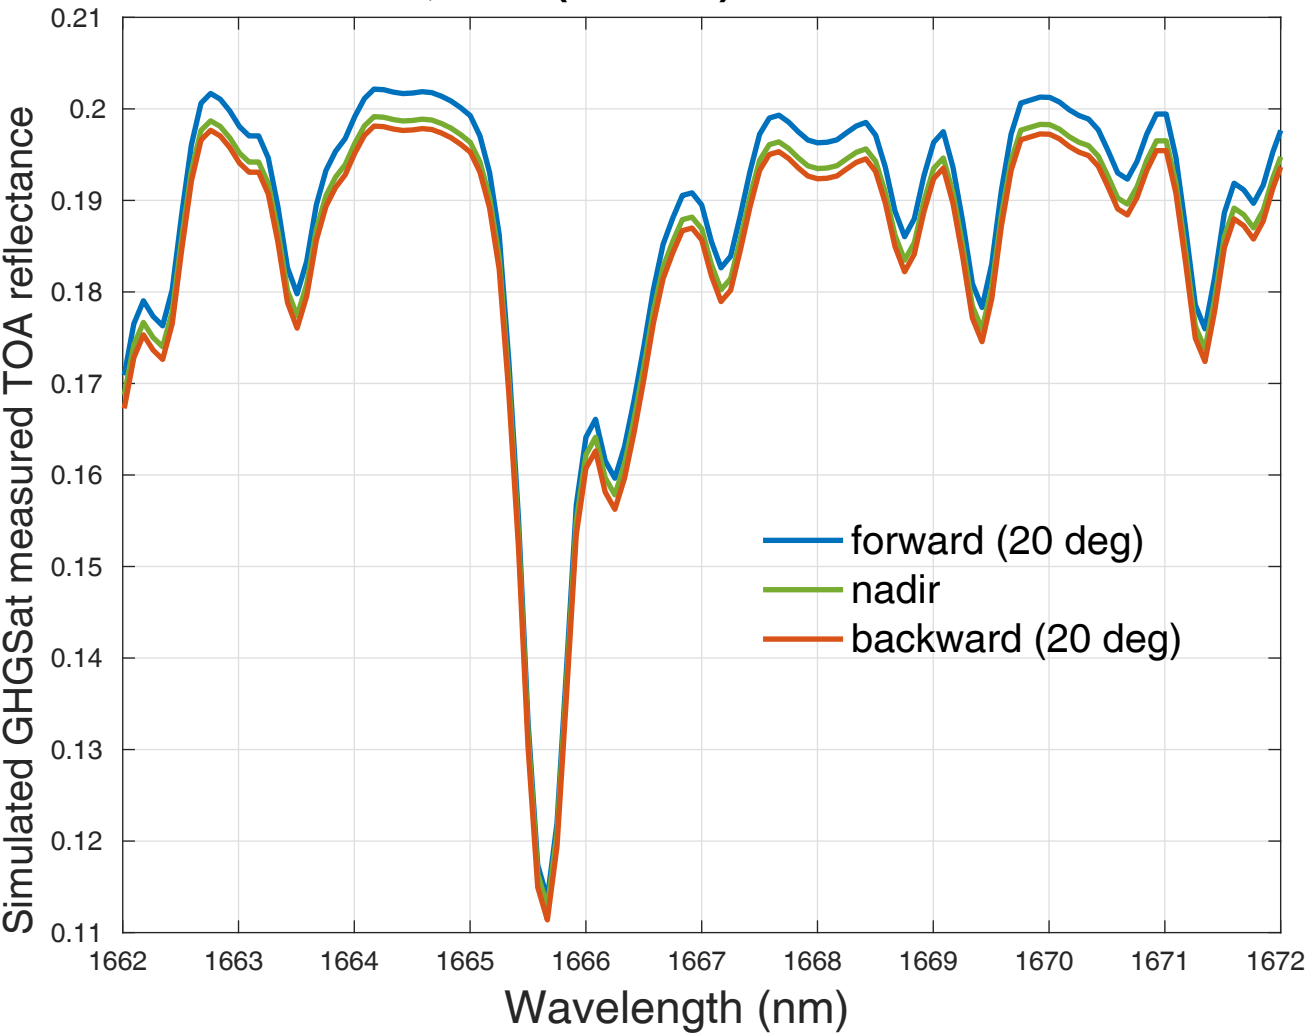 0.21
0.2
0.19
0.18
0.17
0.16
0.15
0.14
0.13
0.12
0.11
Simulated GHGSat measured TOA reflectance
forward (20 deg)
nadir
backward (20 deg)
1662 1663 1664 1665 1666 1667 1668 1669 1670 1671 1672
Wavelength (nm)